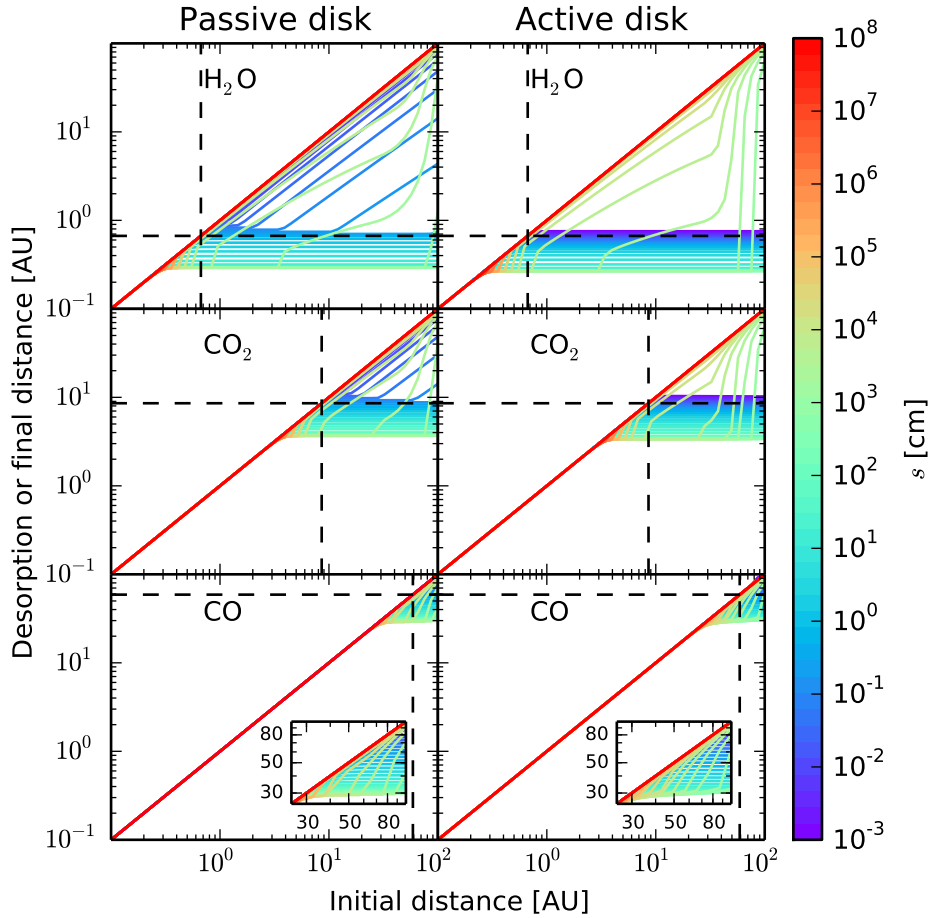 Passive disk
Active disk
Desorption or final distance [AU]
H₂O
10¹
10⁰
10⁻¹
H₂O
CO₂
10¹
10⁰
10⁻¹
CO₂
CO
10¹
10⁰
10⁻¹
80
50
30
30 50 80
CO
80
50
30
30 50 80
10⁰ 10¹ 10²
10⁰ 10¹ 10²
Initial distance [AU]
10⁸
10⁷
10⁶
10⁵
10⁴
10³
10²
10¹
10⁰
10⁻¹
10⁻²
10⁻³
s [cm]